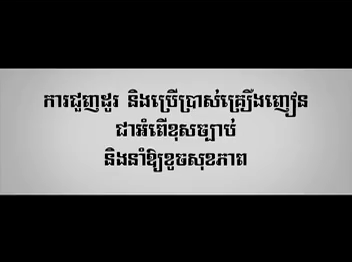 ការជួញដូរ និងប្រើប្រាស់គ្រឿងញៀន
ជាអំពើខុសច្បាប់
និងនាំឱ្យខូចសុខភាព